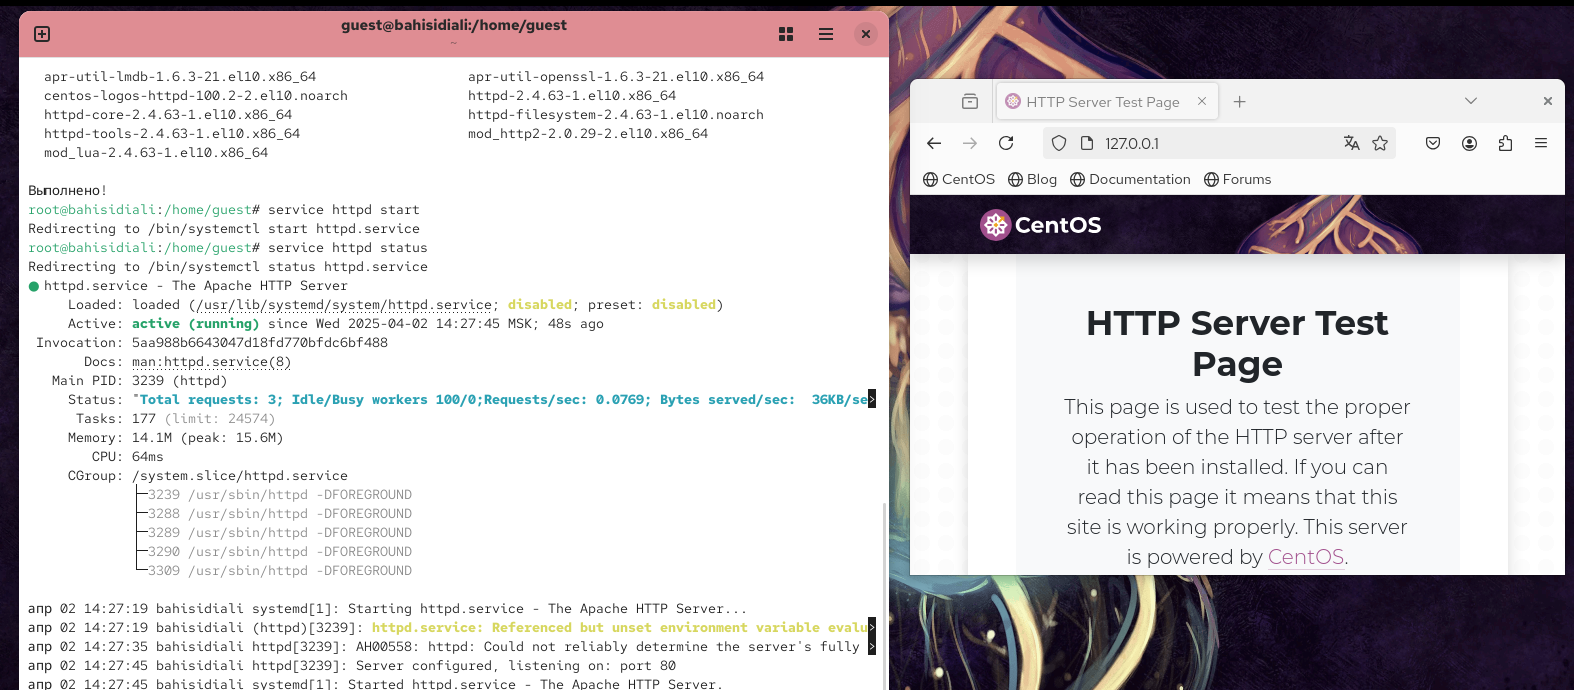 guest@bahisidiali:/home/guest
~
apr-util-lmdb-1.6.3-21.el10.x86_64 apr-util-openssl-1.6.3-21.el10.x86_64
centos-logos-httpd-100.2-2.el10.noarch httpd-2.4.63-1.el10.x86_64
httpd-core-2.4.63-1.el10.x86_64 httpd-filesystem-2.4.63-1.el10.noarch
httpd-tools-2.4.63-1.el10.x86_64 mod_http2-2.0.29-2.el10.x86_64
mod_lua-2.4.63-1.el10.x86_64
Выполнено!
root@bahisidiali:/home/guest# service httpd start
Redirecting to /bin/systemctl start httpd.service
root@bahisidiali:/home/guest# service httpd status
Redirecting to /bin/systemctl status httpd.service
● httpd.service - The Apache HTTP Server
Loaded: loaded (/usr/lib/systemd/system/httpd.service; disabled; preset: disabled)
Active: active (running) since Wed 2025-04-02 14:27:45 MSK; 48s ago
Invocation: 5aa988b6643047d18fd770bfdc6bf488
Docs: man:httpd.service(8)
Main PID: 3239 (httpd)
Status: "Total requests: 3; Idle/Busy workers 100/0;Requests/sec: 0.0769; Bytes served/sec:  36KB/se>
Tasks: 177 (limit: 24574)
Memory: 14.1M (peak: 15.6M)
CPU: 64ms
CGroup: /system.slice/httpd.service
├─3239 /usr/sbin/httpd -DFOREGROUND
├─3288 /usr/sbin/httpd -DFOREGROUND
├─3289 /usr/sbin/httpd -DFOREGROUND
├─3290 /usr/sbin/httpd -DFOREGROUND
└─3309 /usr/sbin/httpd -DFOREGROUND
апр 02 14:27:19 bahisidiali systemd[1]: Starting httpd.service - The Apache HTTP Server...
апр 02 14:27:19 bahisidiali (httpd)[3239]: httpd.service: Referenced but unset environment variable evalu>
апр 02 14:27:35 bahisidiali httpd[3239]: AH00558: httpd: Could not reliably determine the server's fully >
апр 02 14:27:45 bahisidiali httpd[3239]: Server configured, listening on: port 80
апр 02 14:27:45 bahisidiali systemd[1]: Started httpd.service - The Apache HTTP Server.
HTTP Server Test Page
127.0.0.1
CentOS Blog Documentation Forums
CentOS
HTTP Server Test
Page
This page is used to test the proper
operation of the HTTP server after
it has been installed. If you can
read this page it means that this
site is working properly. This server
is powered by CentOS.